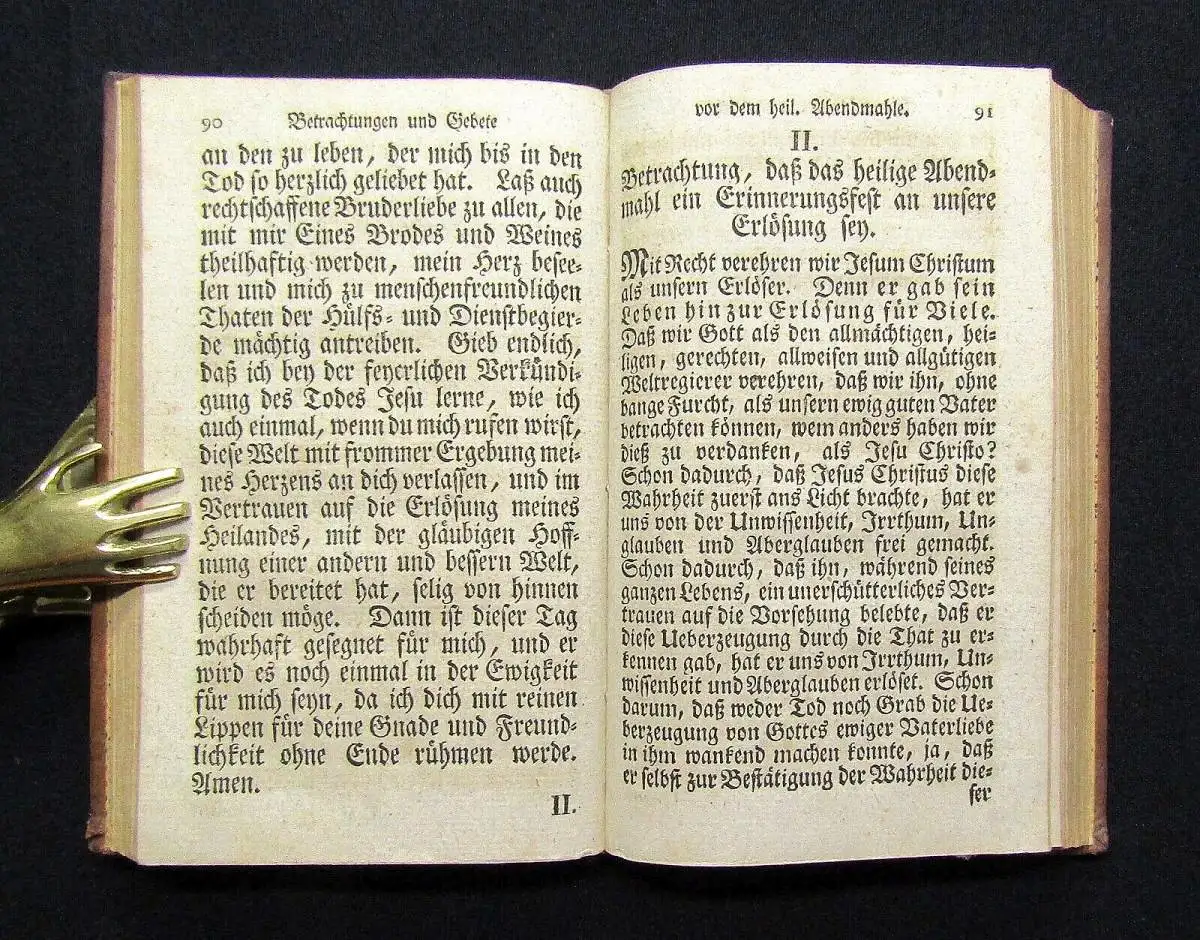 90 Betrachtungen und Gebete
an den zu leben, der mich bis in den
Tod so herzlich geliebet hat. Laß auch
rechtschaffene Bruderliebe zu allen, die
mit mir Eines Brodes und Weines
theilhaftig werden, mein Herz besee-
len und mich zu menschenfreundlichen
Thaten der Hülfs- und Dienstbegier-
de mächtig antreiben. Gieb endlich,
daß ich bey der feyerlichen Verkündi-
gung des Todes Jesu lerne, wie ich
auch einmal, wenn du mich rufen wirst,
diese Welt mit frommer Ergebung mei-
nes Herzens an dich verlassen, und im
Vertrauen auf die Erlösung meines
Heilandes, mit der gläubigen Hoff-
nung einer andern und bessern Welt,
die er bereitet hat, selig von hinnen
scheiden möge. Dann ist dieser Tag
wahrhaft gesegnet für mich, und er
wird es noch einmal in der Ewigkeit
für mich seyn, da ich dich mit reinen
Lippen für deine Gnade und Freund-
lichkeit ohne Ende rühmen werde.
Amen.
II.
vor dem heil. Abendmahle. 91
II.
Betrachtung, daß das heilige Abend-
mahl ein Erinnerungsfest an unsere
Erlösung sey.
Mit Recht verehren wir Jesum Christum
als unsern Erlöser. Denn er gab sein
Leben hin zur Erlösung für Viele.
Daß wir Gott als den allmächtigen, hei-
ligen, gerechten, allweisen und allgütigen
Weltregierer verehren, daß wir ihn, ohne
bange Furcht, als unsern ewig guten Vater
betrachten können, wem anders haben wir
dieß zu verdanken, als Jesu Christo?
Schon dadurch, daß Jesus Christus diese
Wahrheit zuerst ans Licht brachte, hat er
uns von der Unwissenheit, Irrthum, Un-
glauben und Aberglauben frei gemacht.
Schon dadurch, daß ihn, während seines
ganzen Lebens, ein unerschütterliches Ver-
trauen auf die Vorsehung belebte, daß er
diese Ueberzeugung durch die That zu er-
kennen gab, hat er uns von Irrthum, Un-
wissenheit und Aberglauben erlöset. Schon
darum, daß weder Tod noch Grab die Ue-
berzeugung von Gottes ewiger Vaterliebe
in ihm wankend machen konnte, ja, daß
er selbst zur Bestätigung der Wahrheit die-
ser